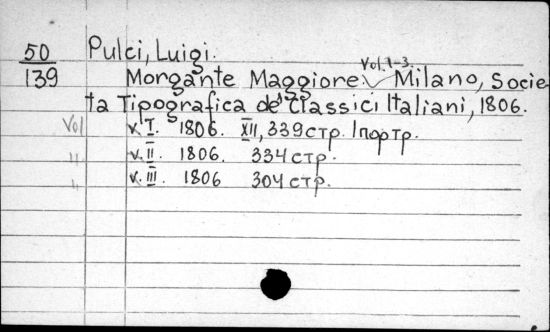 50 Pulci, Luigi.
139 Morgante Maggiore. Vol. 1-3. Milano, Socie
ta Tipografica de' Classici Italiani, 1806.
Vol v. I. 1806. XII, 339 стр. 1 портр.
" v. II. 1806. 334 стр.
" v. III. 1806 304 стр.